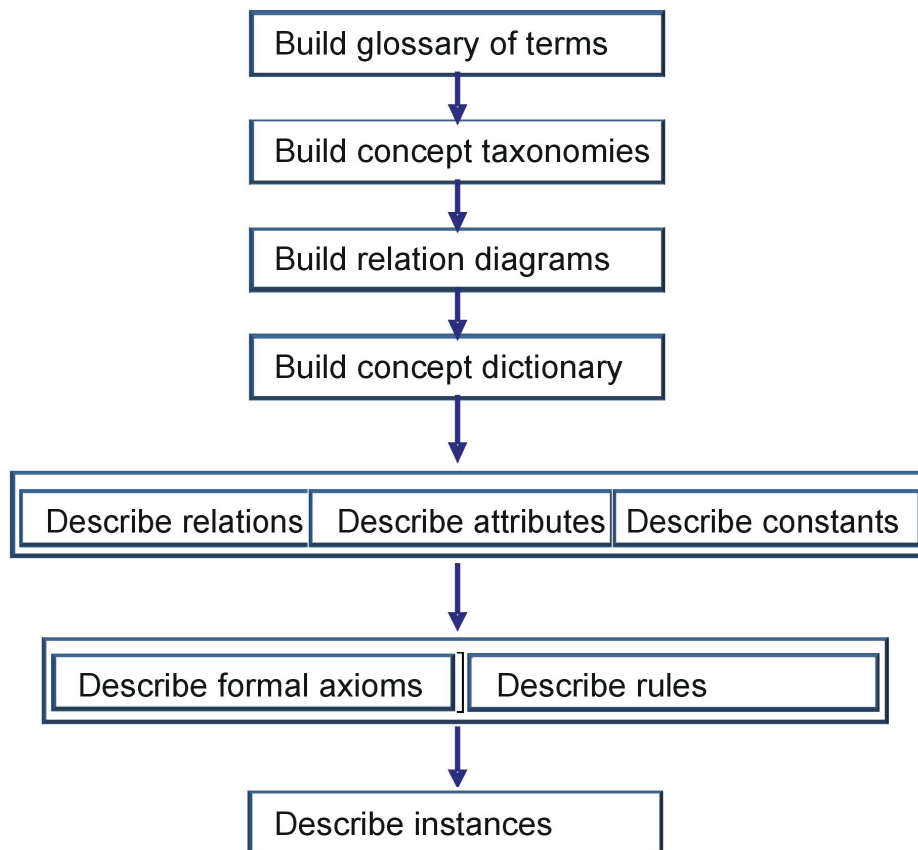 Build glossary of terms
Build concept taxonomies
Build relation diagrams
Build concept dictionary
Describe relations Describe attributes Describe constants
Describe formal axioms ] Describe rules
Describe instances